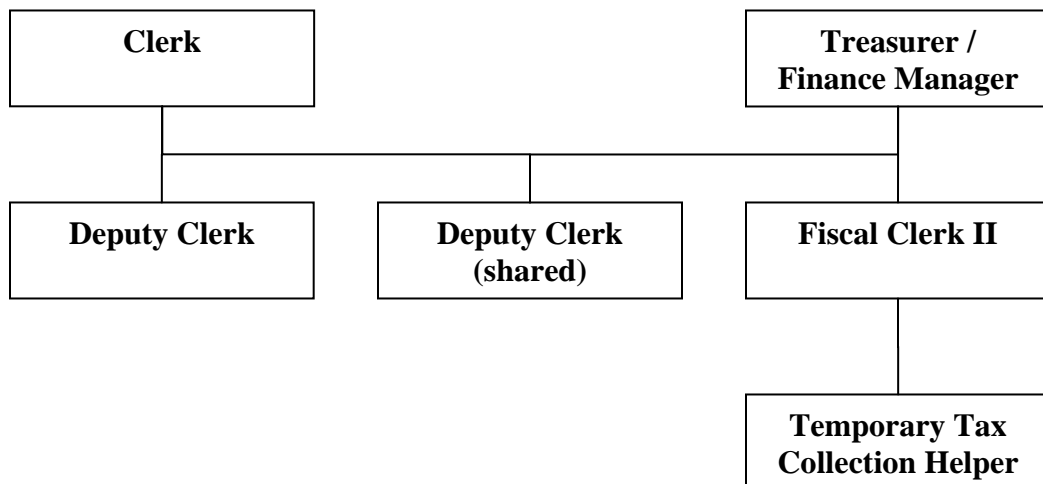 Clerk
Treasurer /
Finance Manager
Deputy Clerk
Deputy Clerk
(shared)
Fiscal Clerk II
Temporary Tax
Collection Helper